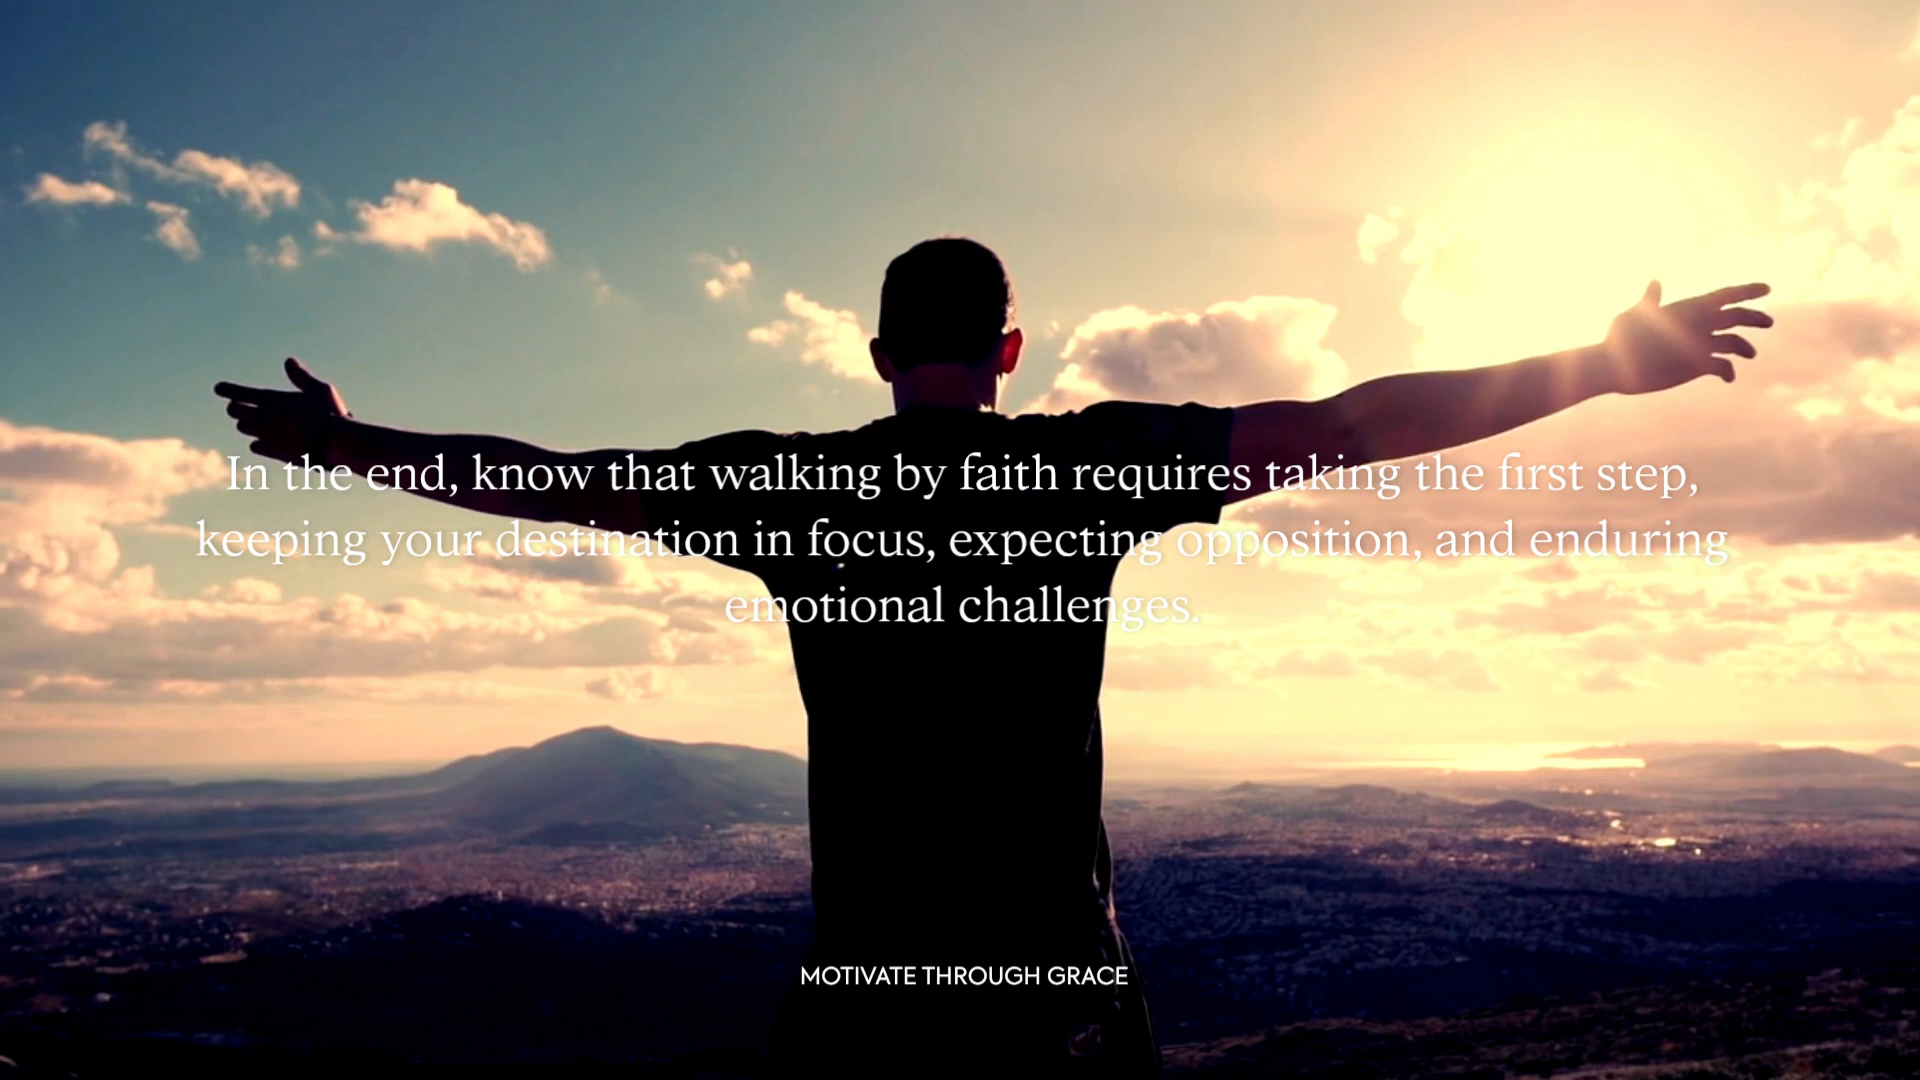 In the end, know that walking by faith requires taking the first step,
keeping your destination in focus, expecting opposition, and enduring
emotional challenges.
MOTIVATE THROUGH GRACE